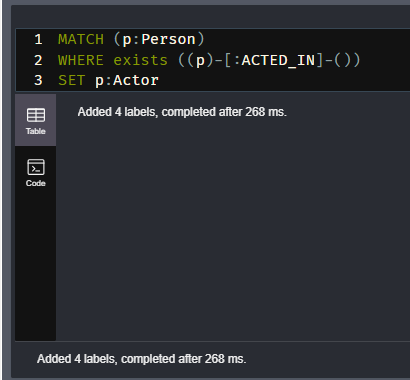 1 MATCH (p:Person)
2 WHERE exists ((p)-[:ACTED_IN]-())
3 SET p:Actor
Table
Added 4 labels, completed after 268 ms.
Code
Added 4 labels, completed after 268 ms.